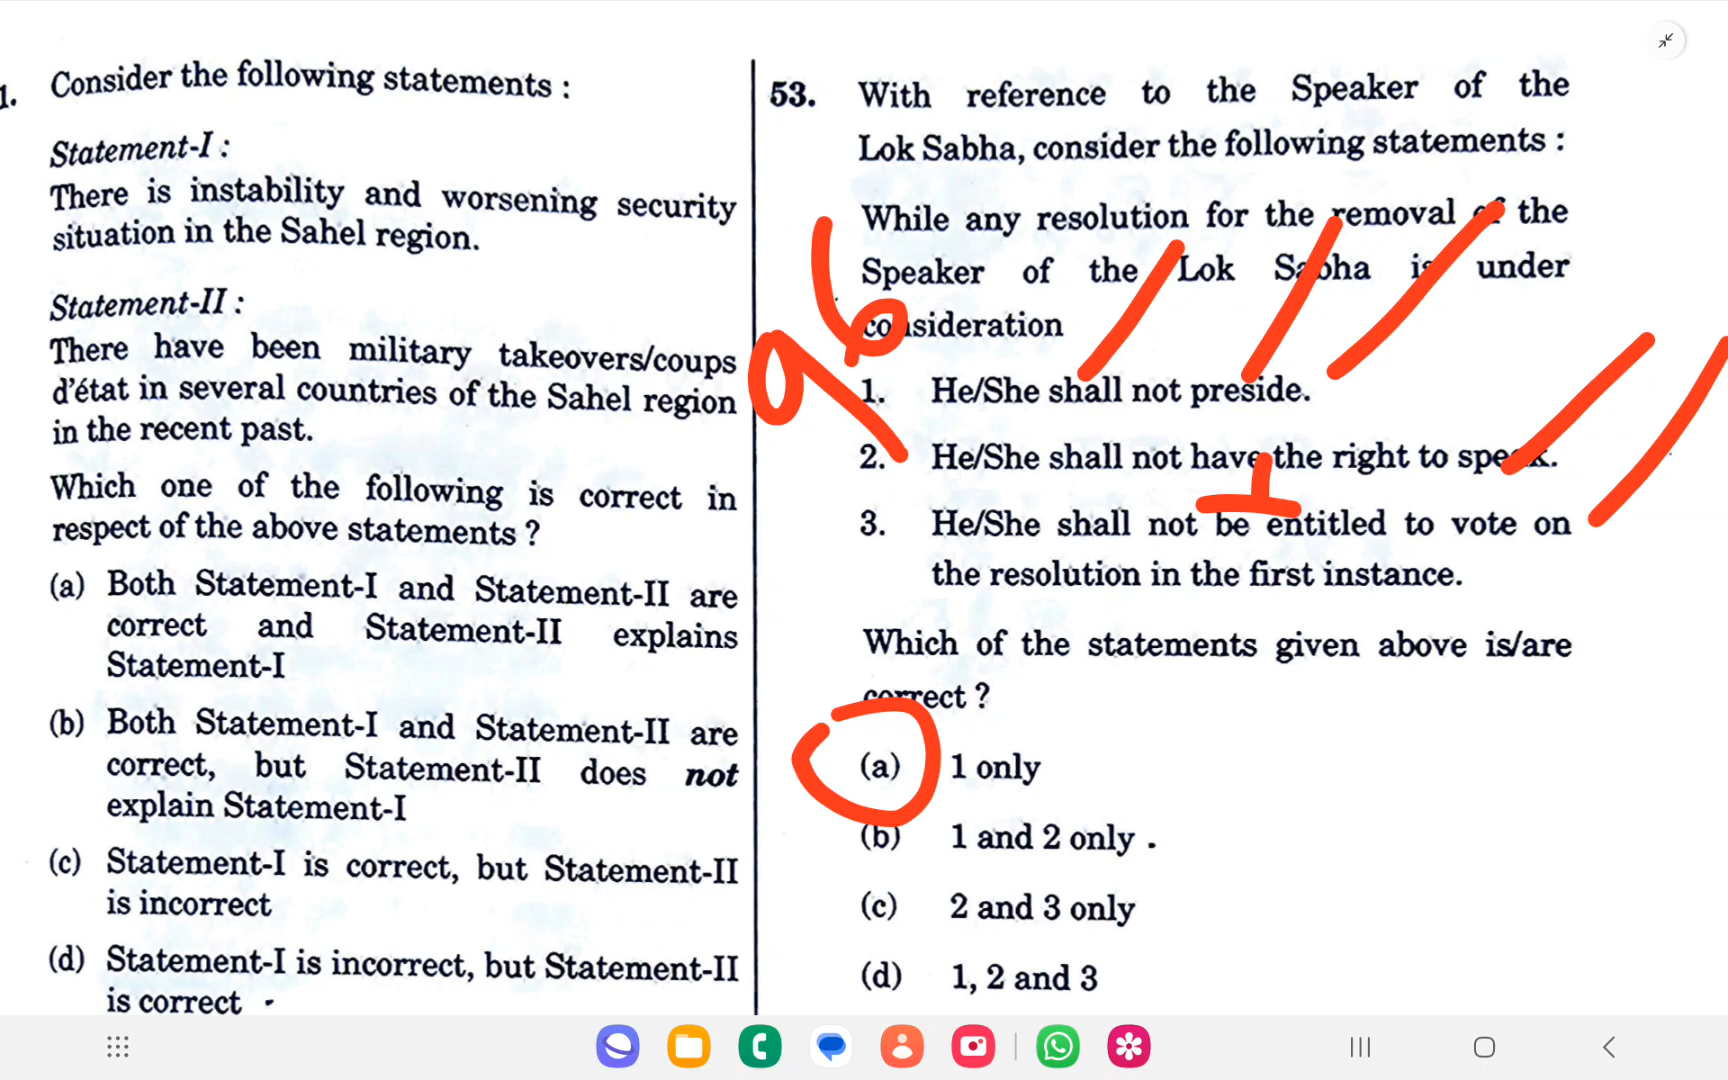 1. Consider the following statements :
Statement-I :
There is instability and worsening security
situation in the Sahel region.
Statement-II :
There have been military takeovers/coups
d'état in several countries of the Sahel region
in the recent past.
Which one of the following is correct in
respect of the above statements ?
(a) Both Statement-I and Statement-II are
correct and Statement-II explains
Statement-I
(b) Both Statement-I and Statement-II are
correct, but Statement-II does not
explain Statement-I
(c) Statement-I is correct, but Statement-II
is incorrect
(d) Statement-I is incorrect, but Statement-II
is correct
53. With reference to the Speaker of the
Lok Sabha, consider the following statements :
While any resolution for the removal of the
Speaker of the Lok Sabha is under
consideration
96
1. He/She shall not preside.
2. He/She shall not have the right to speak.
3. He/She shall not be entitled to vote on
the resolution in the first instance.
Which of the statements given above is/are
correct ?
(a) 1 only
(b) 1 and 2 only .
(c) 2 and 3 only
(d) 1, 2 and 3